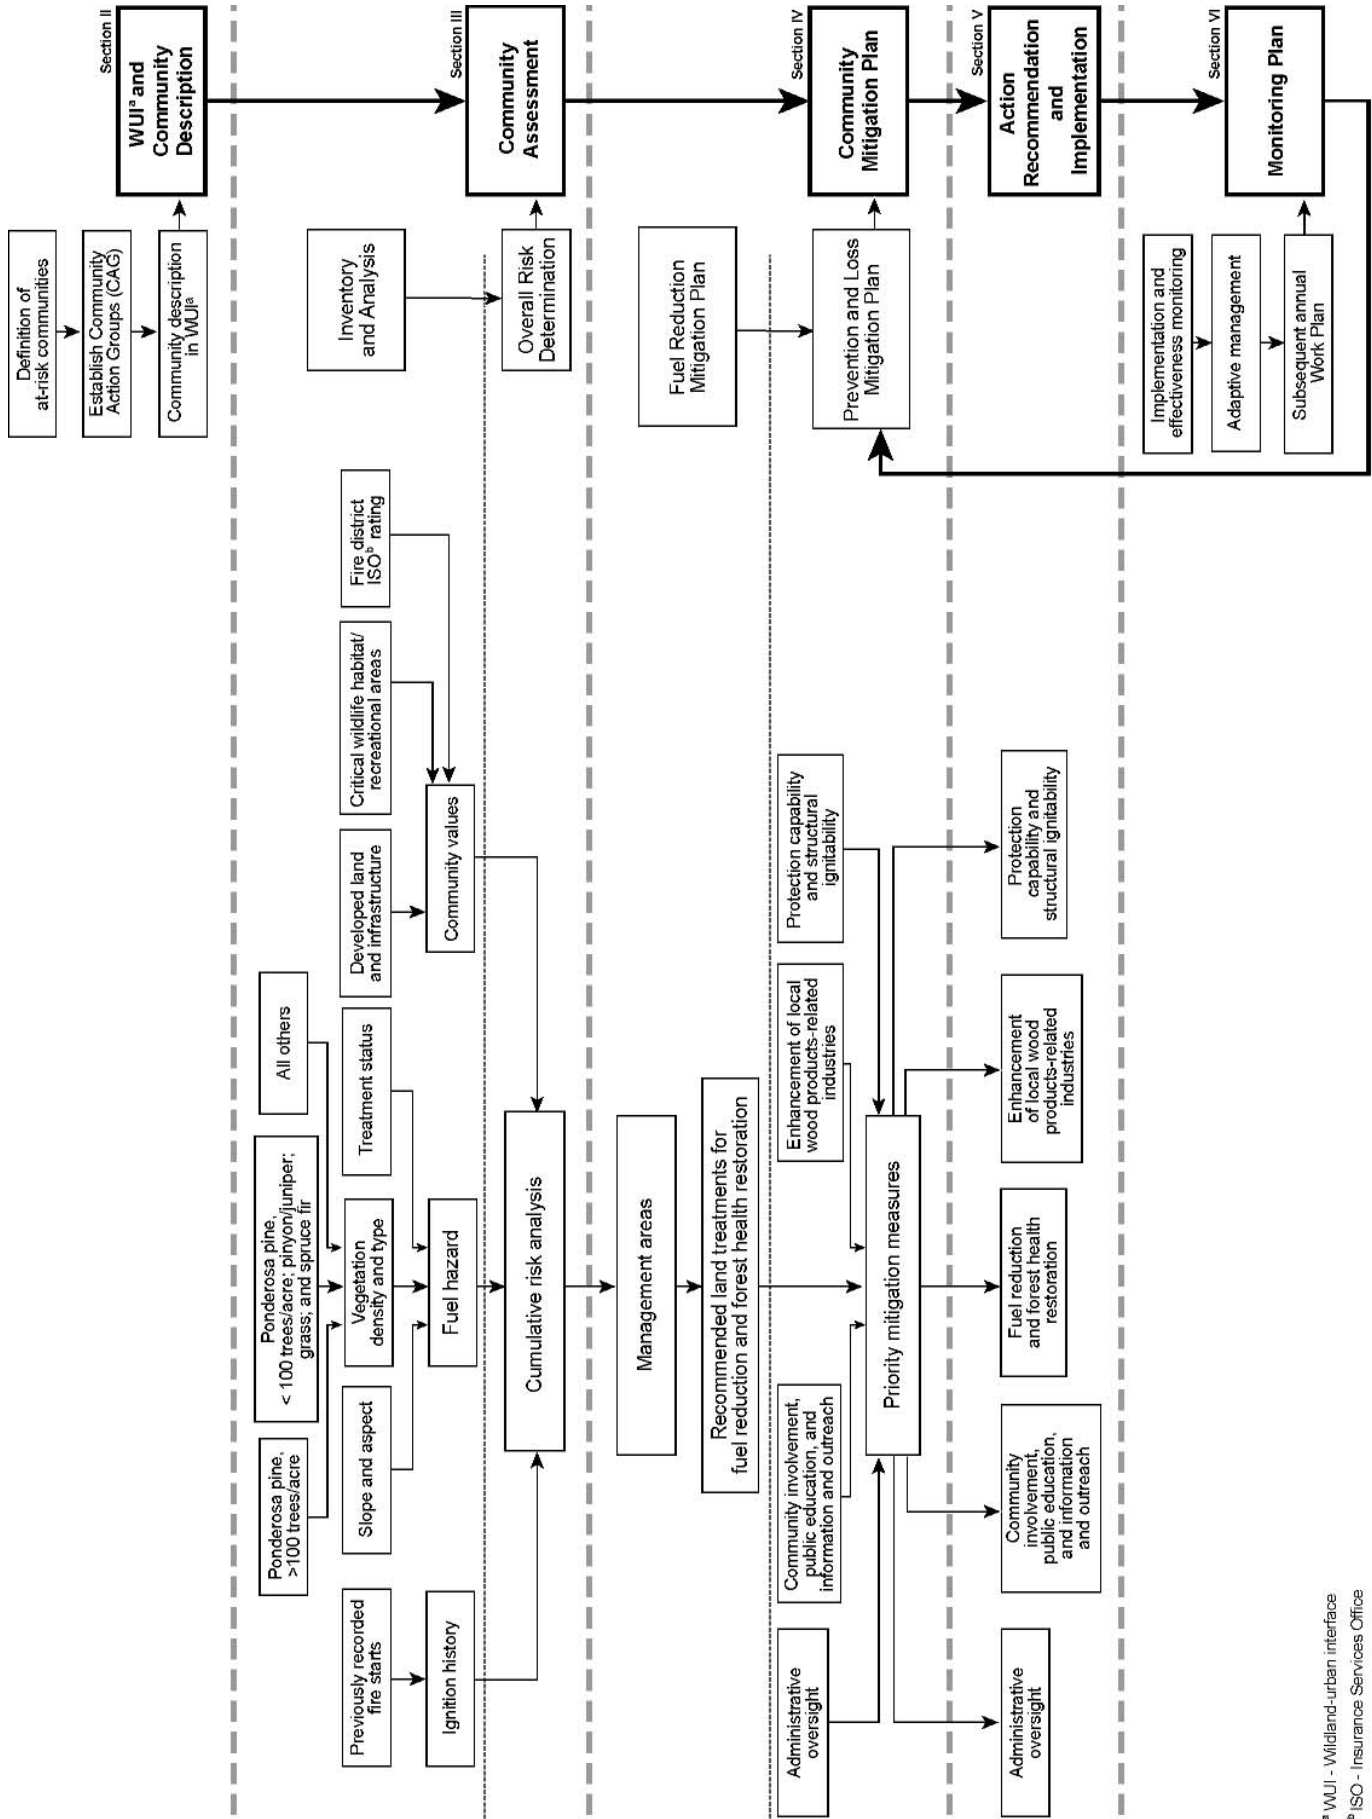 Section II
WUIª and
Community
Description
Definition of
at-risk communities
Establish Community
Action Groups (CAG)
Community description
in WUIª
Section III
Community
Assessment
Inventory
and Analysis
Overall Risk
Determination
Ponderosa pine,
>100 trees/acre
Ponderosa pine,
< 100 trees/acre; pinyon/juniper;
grass; and spruce fir
All others
Previously recorded
fire starts
Slope and aspect
Vegetation
density and type
Treatment status
Developed land
and infrastructure
Critical wildlife habitat/
recreational areas
Fire district
ISOᵇ rating
Ignition history
Fuel hazard
Community values
Cumulative risk analysis
Section IV
Community
Mitigation Plan
Fuel Reduction
Mitigation Plan
Prevention and Loss
Mitigation Plan
Management areas
Recommended land treatments for
fuel reduction and forest health restoration
Administrative
oversight
Community involvement,
public education, and
information and outreach
Enhancement of local
wood products-related
industries
Protection capability
and structural
ignitability
Priority mitigation measures
Section V
Action
Recommendation
and
Implementation
Administrative
oversight
Community
involvement,
public education,
and information
and outreach
Fuel reduction
and forest health
restoration
Enhancement
of local wood
products-related
industries
Protection
capability and
structural ignitability
Section VI
Monitoring Plan
Implementation and
effectiveness monitoring
Adaptive management
Subsequent annual
Work Plan
ª WUI - Wildland-urban interface
ᵇ ISO - Insurance Services Office